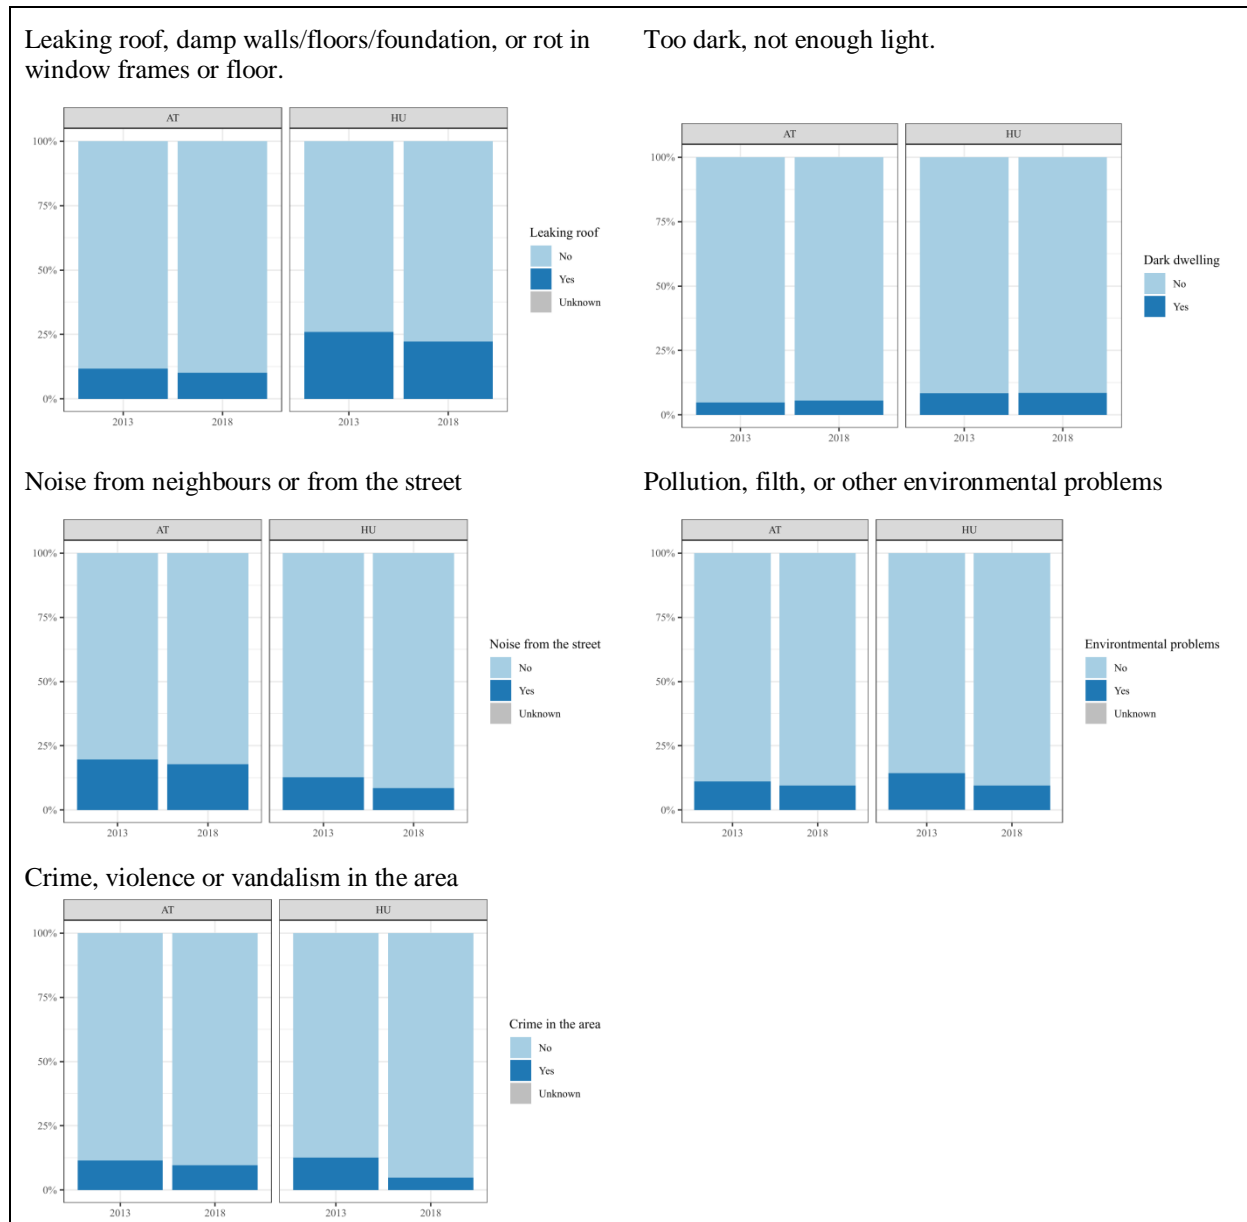 Leaking roof, damp walls/floors/foundation, or rot in
window frames or floor.
AT
HU
100%
75%
50%
25%
0%
2013
2018
2013
2018
Leaking roof
No
Yes
Unknown
Too dark, not enough light.
AT
HU
100%
75%
50%
25%
0%
2013
2018
2013
2018
Dark dwelling
No
Yes
Noise from neighbours or from the street
AT
HU
100%
75%
50%
25%
0%
2013
2018
2013
2018
Noise from the street
No
Yes
Unknown
Pollution, filth, or other environmental problems
AT
HU
100%
75%
50%
25%
0%
2013
2018
2013
2018
Environtmental problems
No
Yes
Unknown
Crime, violence or vandalism in the area
AT
HU
100%
75%
50%
25%
0%
2013
2018
2013
2018
Crime in the area
No
Yes
Unknown